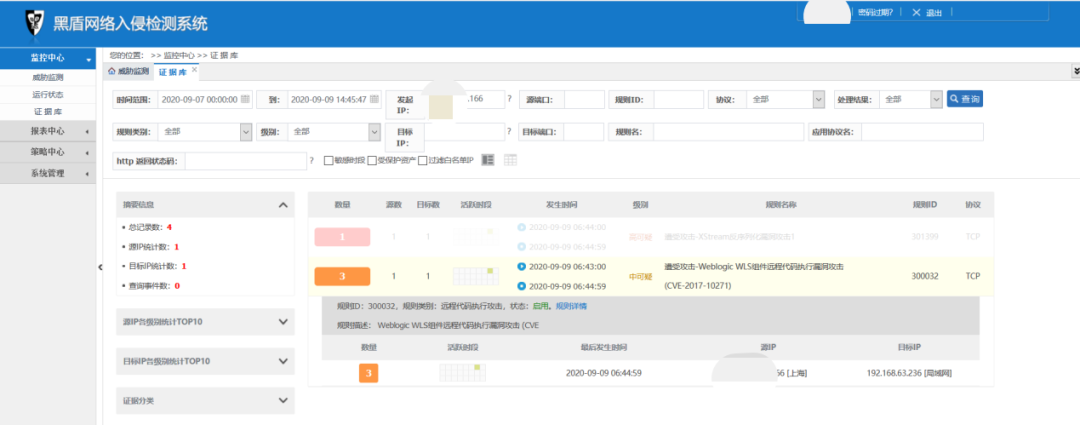 黑盾网络入侵检测系统
密码过期? | 退出 |
监控中心
威胁监测
运行状态
证据库
报表中心
策略中心
系统管理
您的位置: >> 监控中心 >> 证据库
威胁监测 证据库
时间范围: 2020-09-07 00:00:00 到: 2020-09-09 14:45:47 发起IP: .166 ? 源端口: 规则ID: 协议: 全部 处理结果: 全部 查询
规则类别: 全部 级别: 全部 目标IP: ? 目标端口: 规则名: 应用协议名:
http 返回状态码: ? 敏感时段 受保护资产 过滤白名单IP
摘要信息
总记录数: 4
源IP统计数: 1
目标IP统计数: 1
查询事件数: 0
源IP各级别统计TOP10
目标IP各级别统计TOP10
证据分类
数量 源数 目标数 活跃时段 发生时间 级别 规则名称 规则ID 协议
1 1 1 2020-09-09 06:44:00 高可疑 遭受攻击-XStream反序列化漏洞攻击1 301399 TCP
2020-09-09 06:44:59
3 1 1 2020-09-09 06:43:00 中可疑 遭受攻击-Weblogic WLS组件远程代码执行漏洞攻击 300032 TCP
2020-09-09 06:44:59 (CVE-2017-10271)
规则ID: 300032, 规则类别: 远程代码执行攻击, 状态: 启用, 规则详情
规则描述: Weblogic WLS组件远程代码执行漏洞攻击 (CVE
数量 活跃时段 最后发生时间 源IP 目标IP
3 2020-09-09 06:44:59 66 [上海] 192.168.63.236 [局域网]